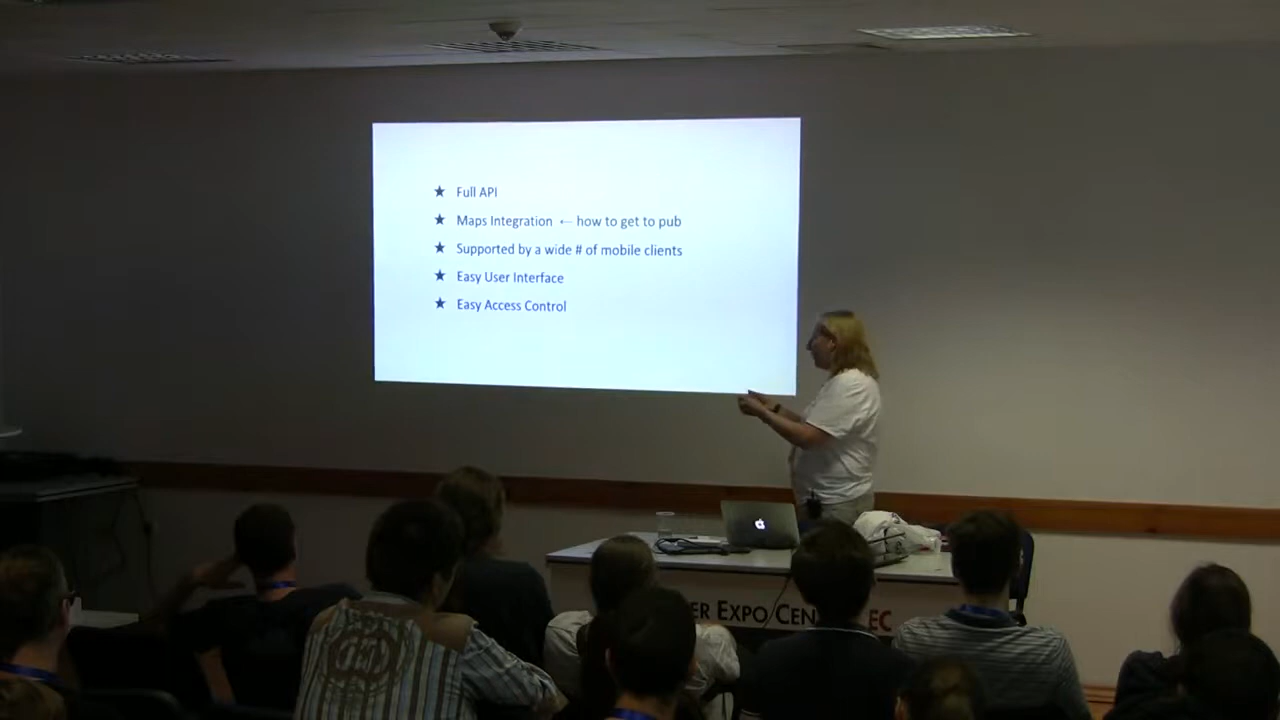 ★ Full API
★ Maps Integration ← how to get to pub
★ Supported by a wide # of mobile clients
★ Easy User Interface
★ Easy Access Control
ER EXPO CEN EC